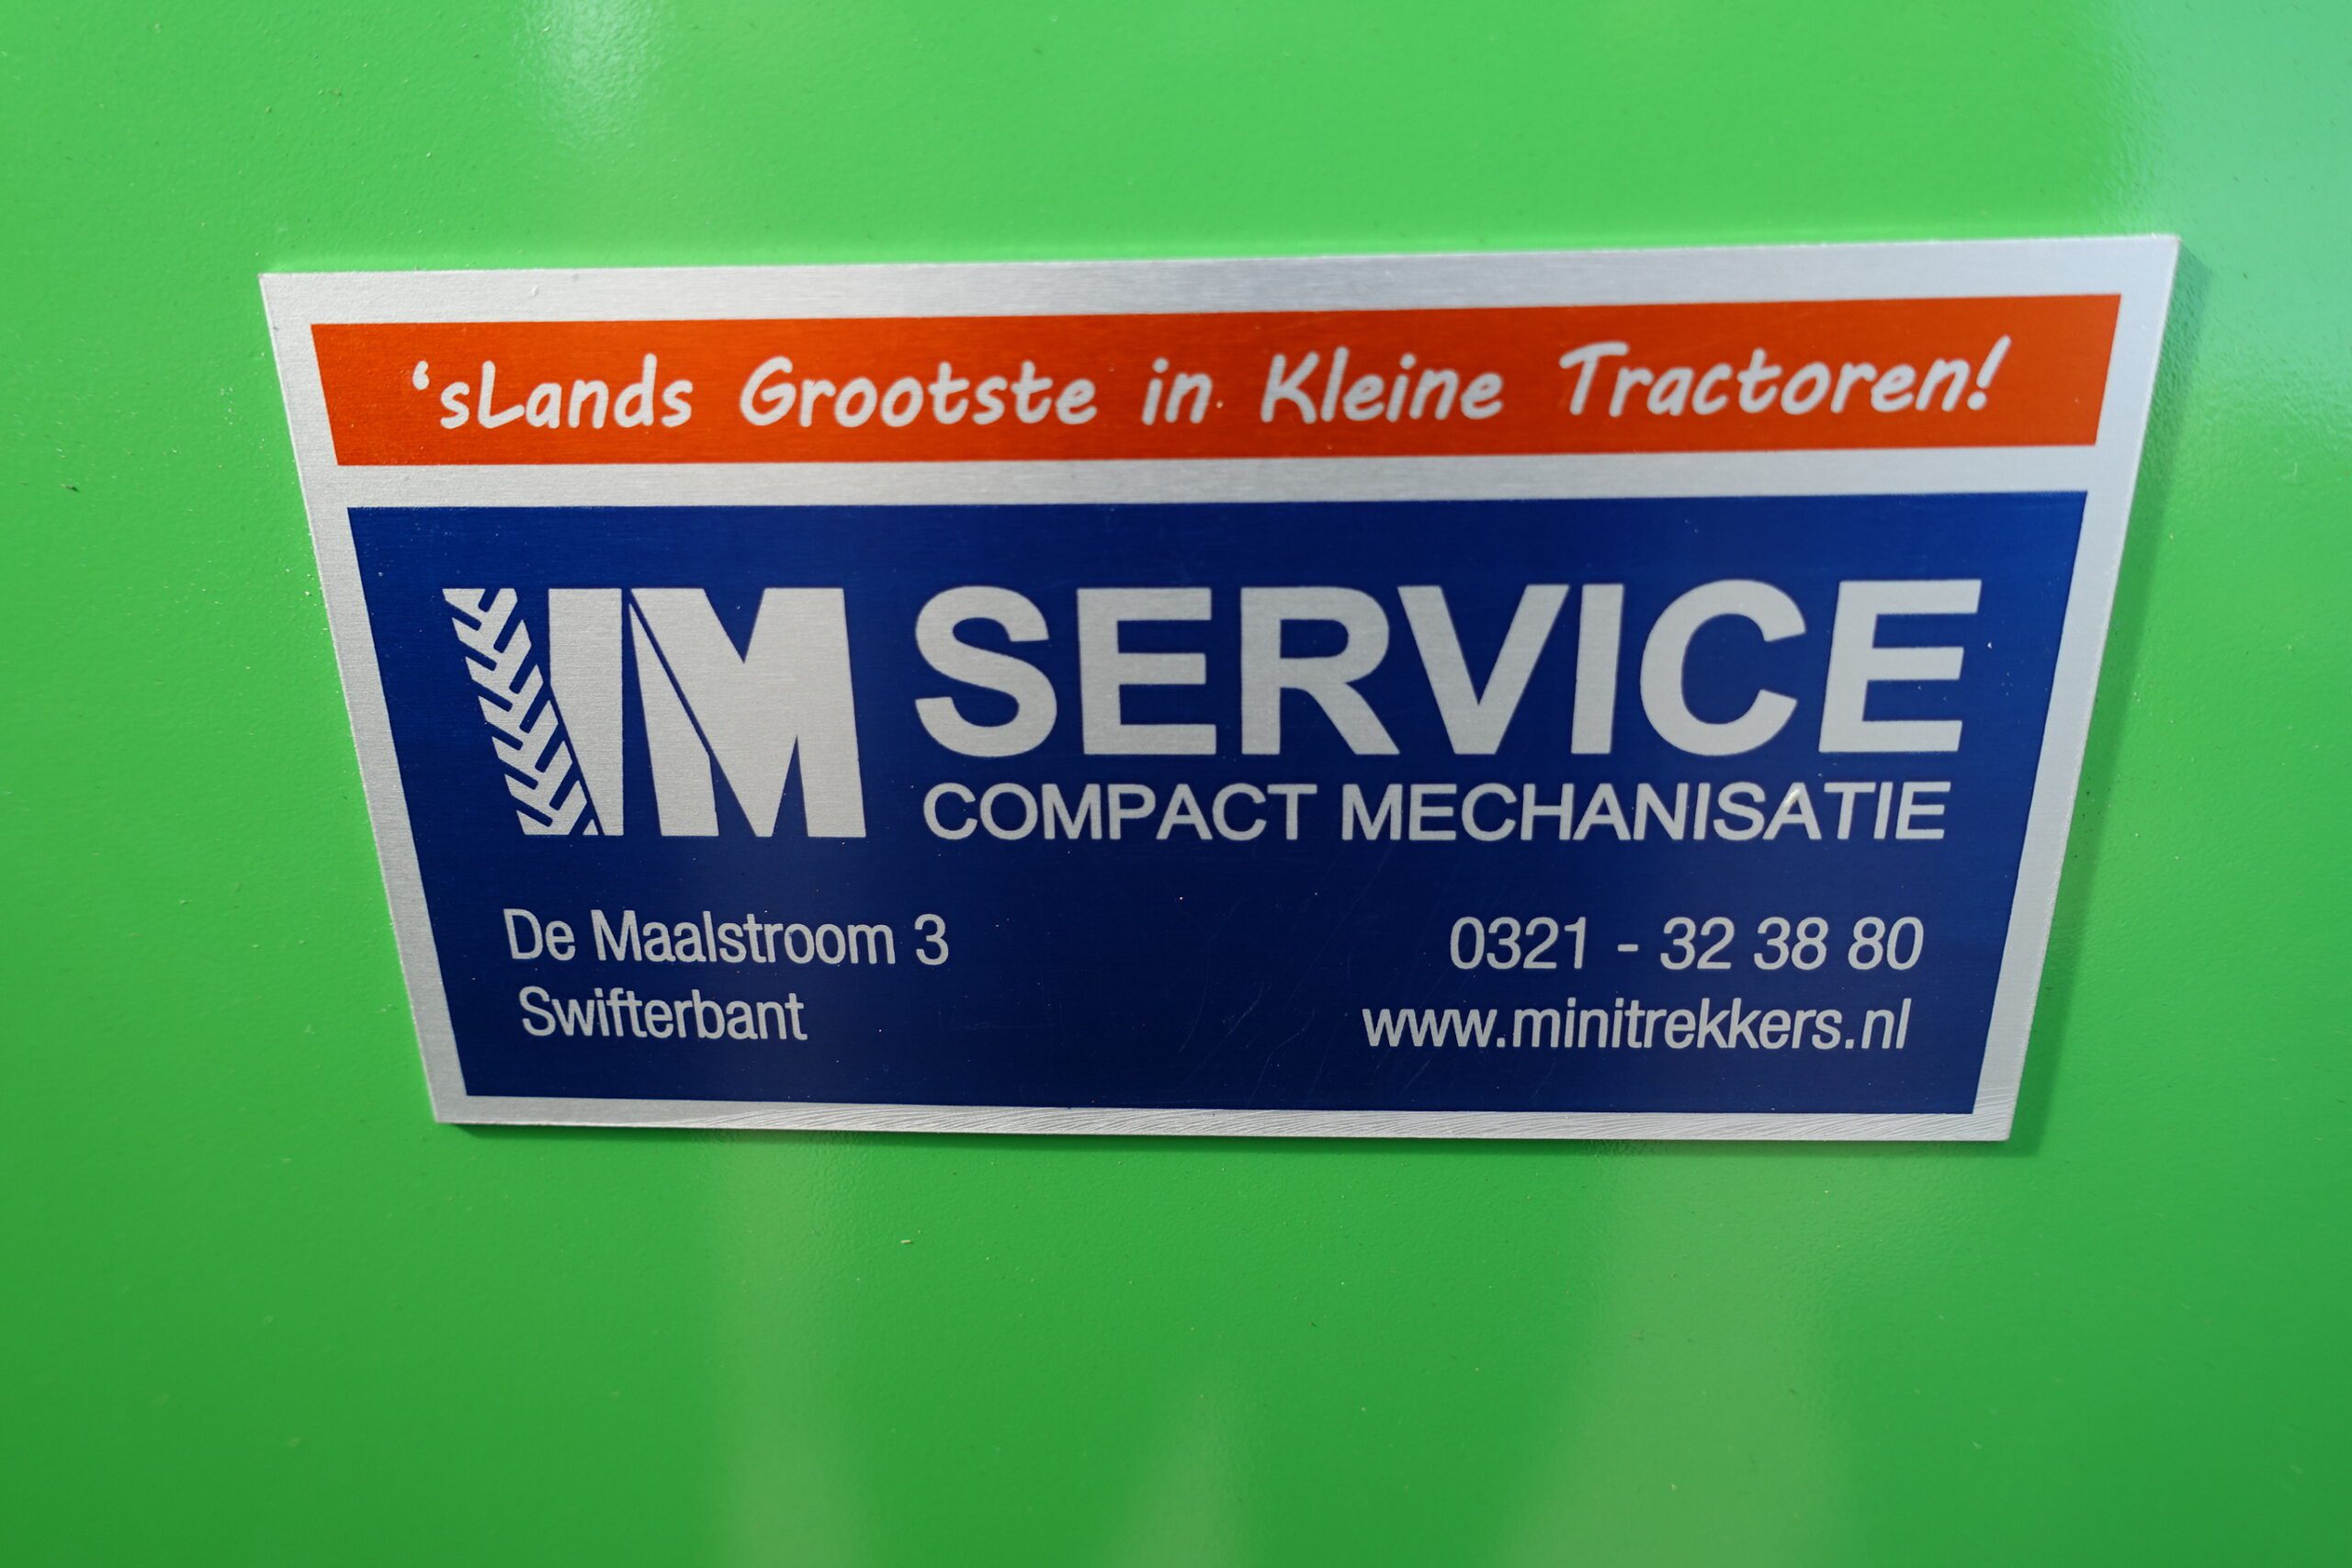 ‘sLands Grootste in Kleine Tractoren!
VM SERVICE
COMPACT MECHANISATIE
De Maalstroom 3
Swifterbant
0321 - 32 38 80
www.minitrekkers.nl